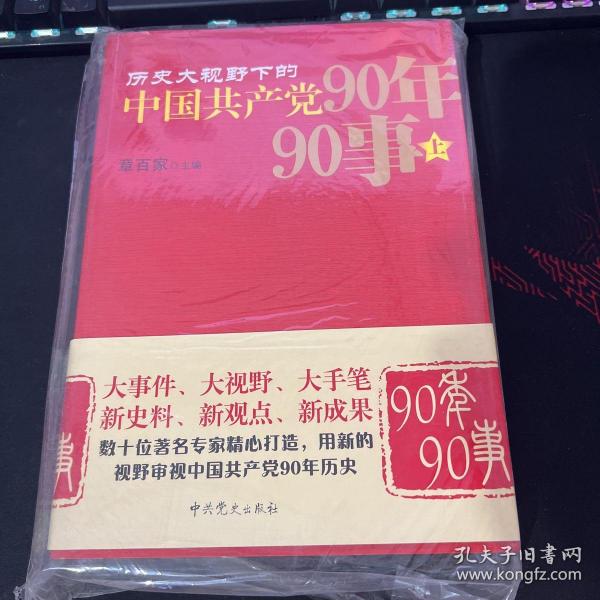 历史大视野下的
中国共产党90年
90事 上
章百家 主编
大事件、大视野、大手笔
新史料、新观点、新成果
数十位著名专家精心打造，用新的
视野审视中国共产党90年历史
中共党史出版社
90年
90事
事
孔夫子旧书网
www.kongfz.com